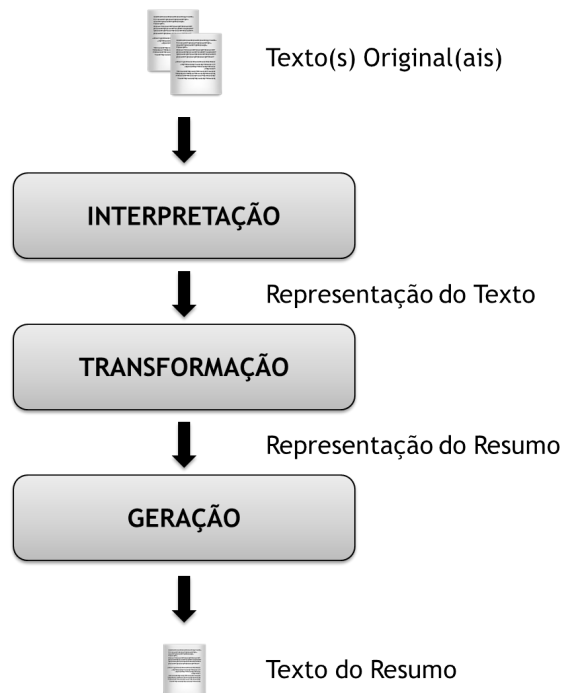 Texto(s) Original(ais)
INTERPRETAÇÃO
Representação do Texto
TRANSFORMAÇÃO
Representação do Resumo
GERAÇÃO
Texto do Resumo